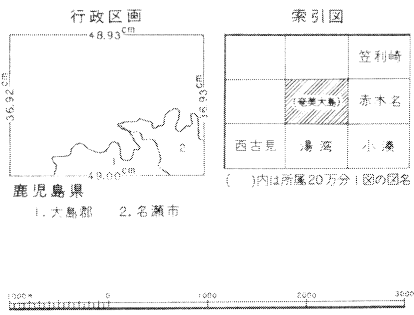 行政区画
48.93cm
36.92cm
36.93cm
1
2
49.00cm
鹿児島県
1.大島郡 2.名瀬市
索引図
笠利崎
(奄美大島)
赤木名
西古見
湯湾
小湊
( )内は所属20万分1図の図名
1000m 0 1000 2000 3000